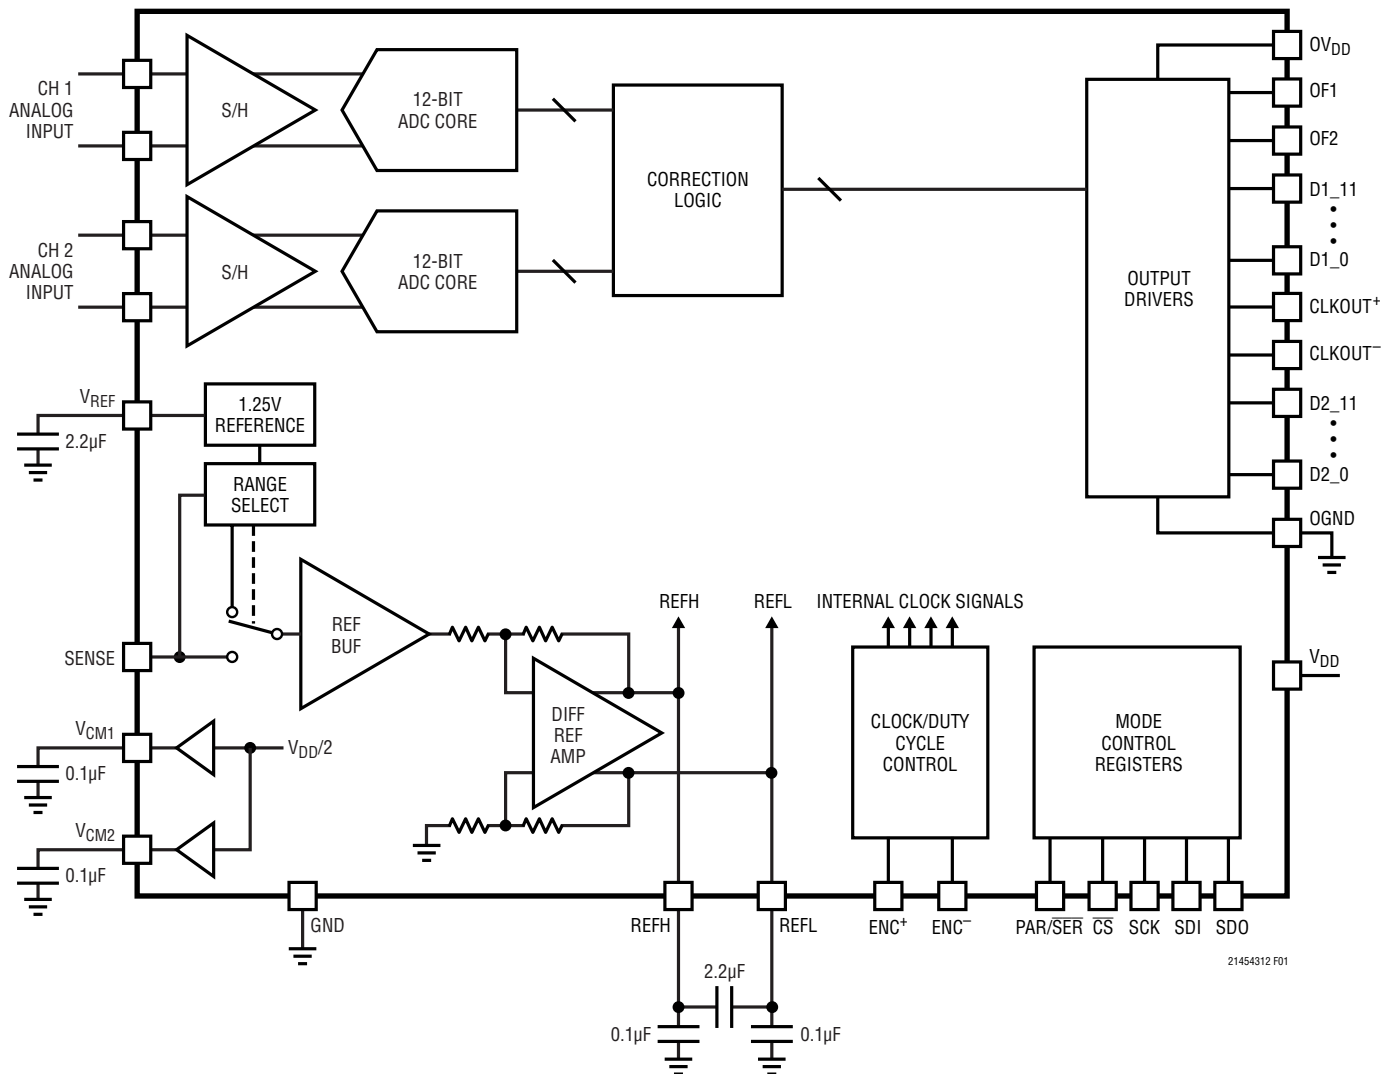 CH 1
ANALOG
INPUT
S/H
12-BIT
ADC CORE
CORRECTION
LOGIC
CH 2
ANALOG
INPUT
S/H
12-BIT
ADC CORE
OUTPUT
DRIVERS
OVDD
OF1
OF2
D1_11
D1_0
CLKOUT+
CLKOUT–
D2_11
D2_0
OGND
VREF
2.2µF
1.25V
REFERENCE
RANGE
SELECT
SENSE
REF
BUF
DIFF
REF
AMP
REFH
REFL
INTERNAL CLOCK SIGNALS
CLOCK/DUTY
CYCLE
CONTROL
MODE
CONTROL
REGISTERS
VDD
VCM1
0.1µF
VDD/2
VCM2
0.1µF
GND
REFH
REFL
ENC+
ENC–
PAR/S̅E̅R̅
C̅S̅
SCK
SDI
SDO
2.2µF
0.1µF
0.1µF
21454312 F01